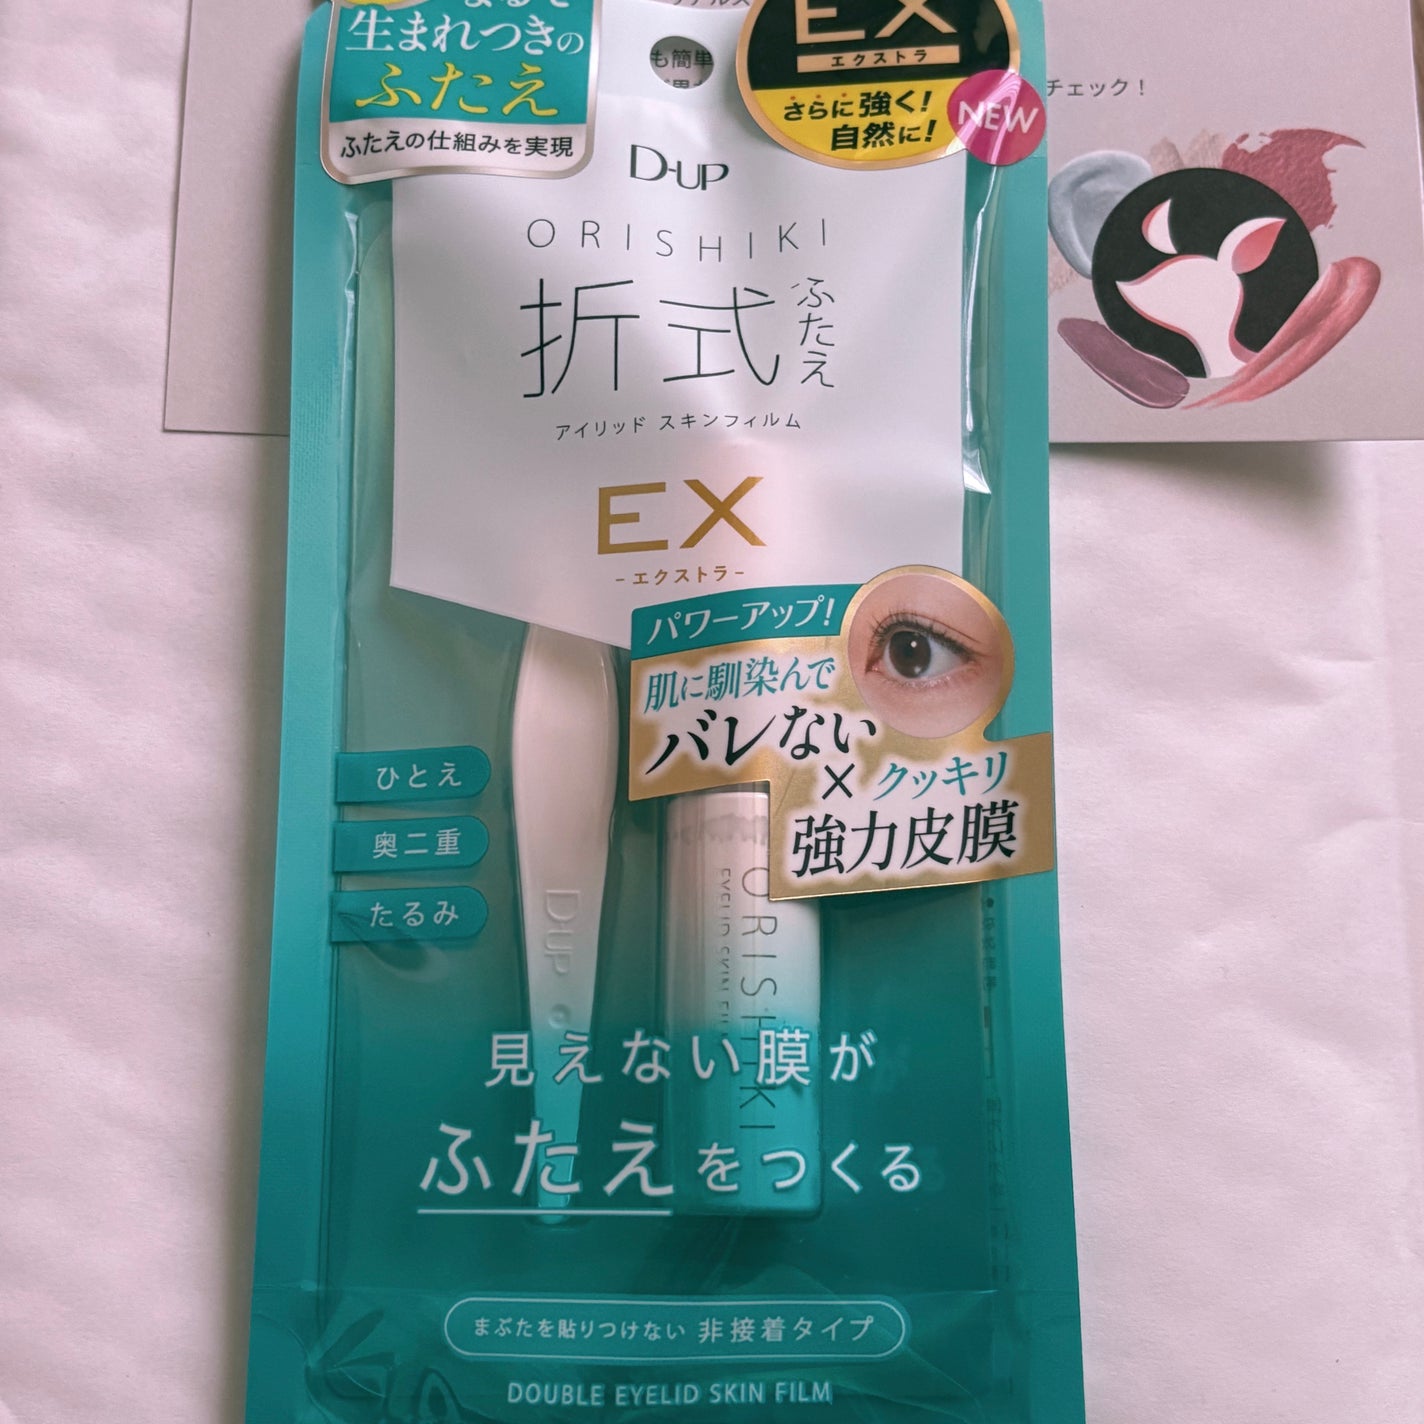 生まれつきの
ふたえ
ふたえの仕組みを実現
も簡単
EX
エクストラ
さらに強く!
自然に!
NEW
チェック！
D-UP
ORISHIKI
折式
ふたえ
アイリッド スキンフィルム
EX
-エクストラ-
パワーアップ!
肌に馴染んで
バレない
×クッキリ
強力皮膜
ひとえ
奥二重
たるみ
D-UP
ORISHIKI
見えない膜が
ふたえをつくる
まぶたを貼りつけない 非接着タイプ
DOUBLE EYELID SKIN FILM